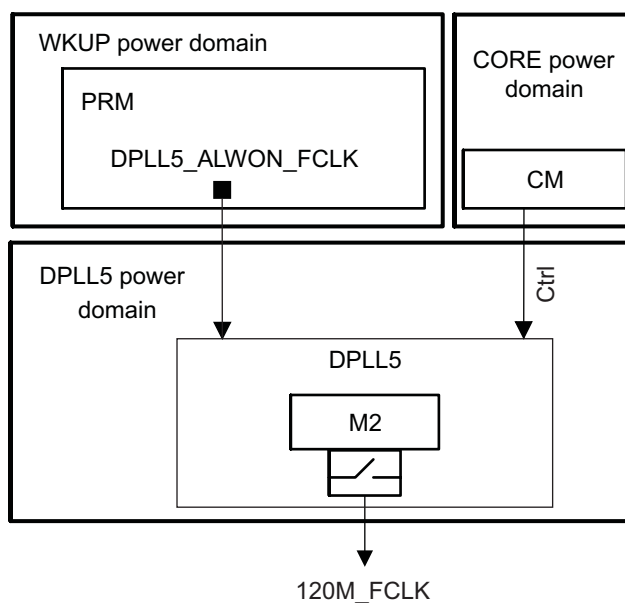 WKUP power domain
PRM
DPLL5_ALWON_FCLK
CORE power
domain
CM
DPLL5 power
domain
Ctrl
DPLL5
M2
120M_FCLK